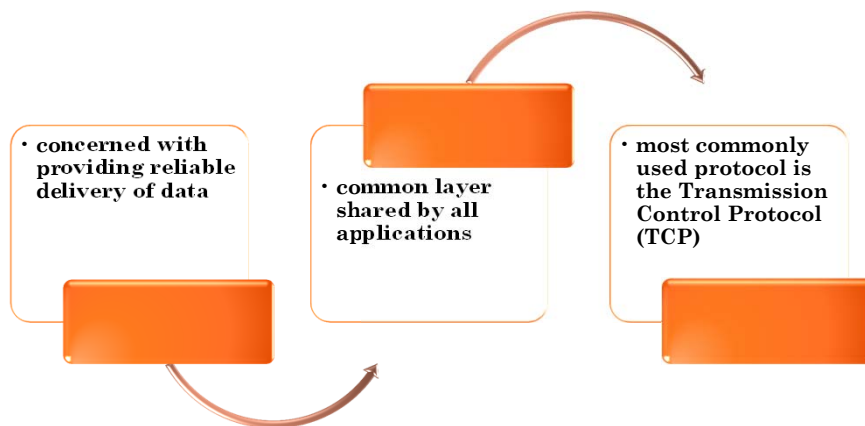 · concerned with
providing reliable
delivery of data
· common layer
shared by all
applications
· most commonly
used protocol is
the Transmission
Control Protocol
(TCP)